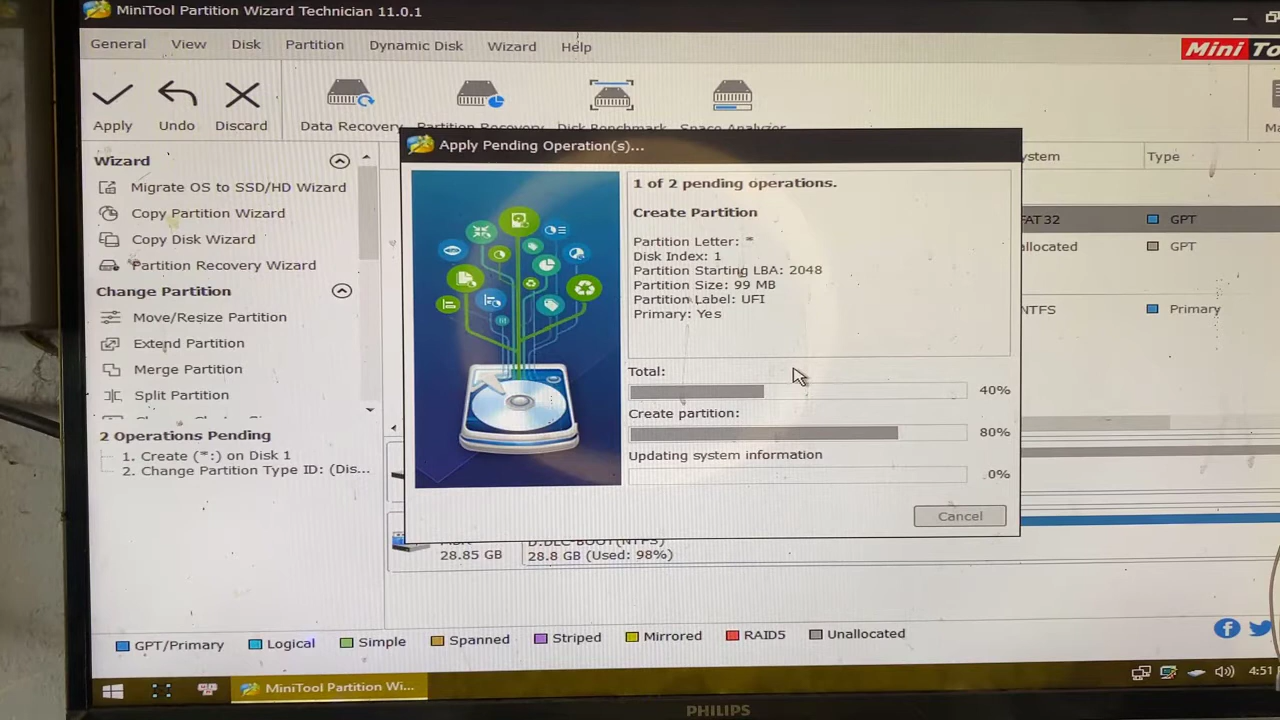 MiniTool Partition Wizard Technician 11.0.1
General View Disk Partition Dynamic Disk Wizard Help
Mini To
Apply Undo Discard Data Recovery Partition Recovery Disk Benchmark Space Analyzer
Apply Pending Operation(s)...
Wizard
Migrate OS to SSD/HD Wizard
Copy Partition Wizard
Copy Disk Wizard
Partition Recovery Wizard
Change Partition
Move/Resize Partition
Extend Partition
Merge Partition
Split Partition
2 Operations Pending
1. Create (*:) on Disk 1
2. Change Partition Type ID: (Dis...
1 of 2 pending operations.
Create Partition
Partition Letter: *
Disk Index: 1
Partition Starting LBA: 2048
Partition Size: 99 MB
Partition Label: UFI
Primary: Yes
Total:
40%
Create partition:
80%
Updating system information
0%
Cancel
ystem Type
FAT32 GPT
llocated GPT
NTFS Primary
28.85 GB
28.8 GB (Used: 98%)
GPT/Primary Logical Simple Spanned Striped Mirrored RAID5 Unallocated
MiniTool Partition Wi...
4:51
PHILIPS